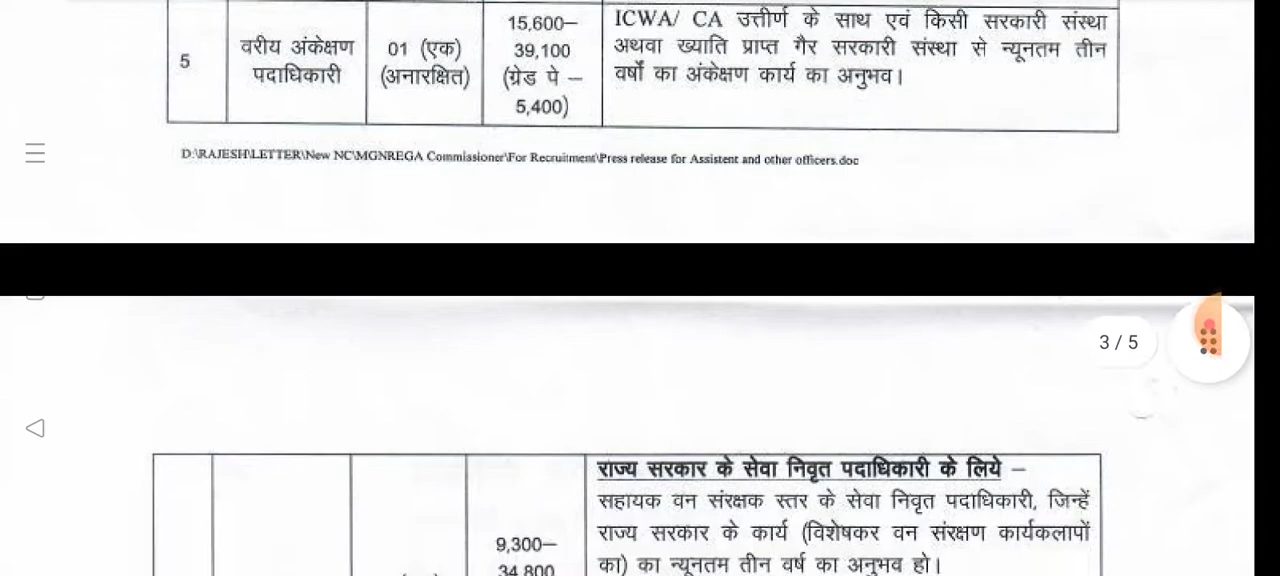 5
वरीय अंकेक्षण
पदाधिकारी
01 (एक)
(अनारक्षित)
15,600–
39,100
(ग्रेड पे –
5,400)
ICWA/ CA उत्तीर्ण के साथ एवं किसी सरकारी संस्था
अथवा ख्याति प्राप्त गैर सरकारी संस्था से न्यूनतम तीन
वर्षों का अंकेक्षण कार्य का अनुभव।
D:\RAJESH\LETTER\New NC\MGNREGA Commissioner\For Recruitment\Press release for Assistent and other officers.doc
3 / 5
9,300–
34,800
राज्य सरकार के सेवा निवृत पदाधिकारी के लिये –
सहायक वन संरक्षक स्तर के सेवा निवृत पदाधिकारी, जिन्हें
राज्य सरकार के कार्य (विशेषकर वन संरक्षण कार्यकलापों
का) का न्यूनतम तीन वर्ष का अनुभव हो।